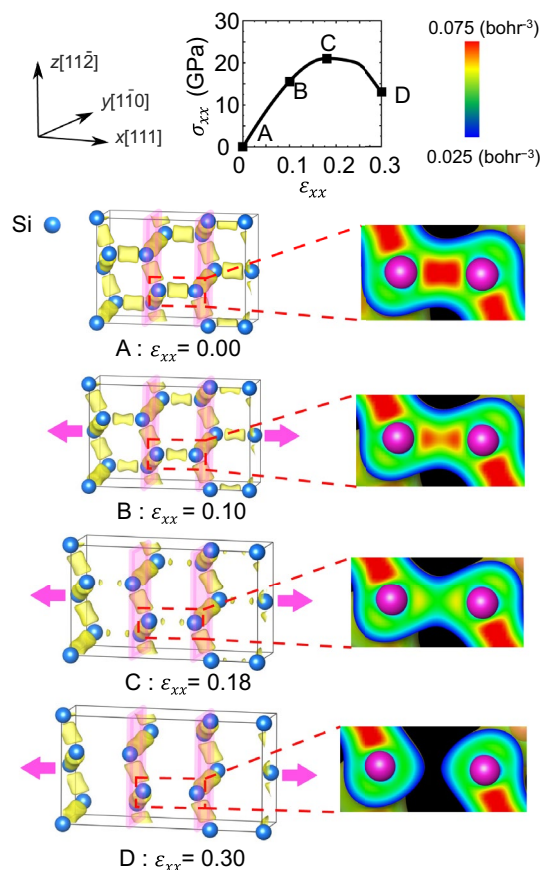 z[112̄]
y[11̄0]
x[111]
σxx (GPa)
30
20
10
0
0
0.1
0.2
0.3
εxx
A
B
C
D
0.075 (bohr⁻³)
0.025 (bohr⁻³)
Si
A : εxx= 0.00
B : εxx = 0.10
C : εxx = 0.18
D : εxx= 0.30